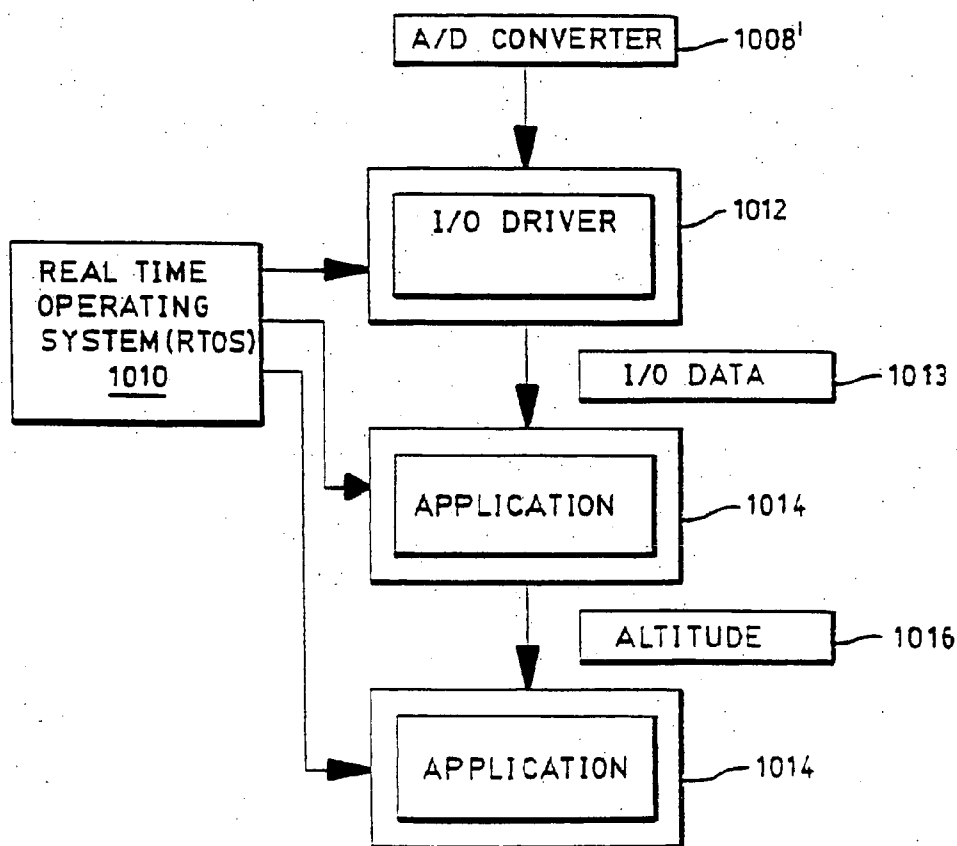 A/D CONVERTER
1008'
I/O DRIVER
1012
REAL TIME
OPERATING
SYSTEM(RTOS)
1010
I/O DATA
1013
APPLICATION
1014
ALTITUDE
1016
APPLICATION
1014